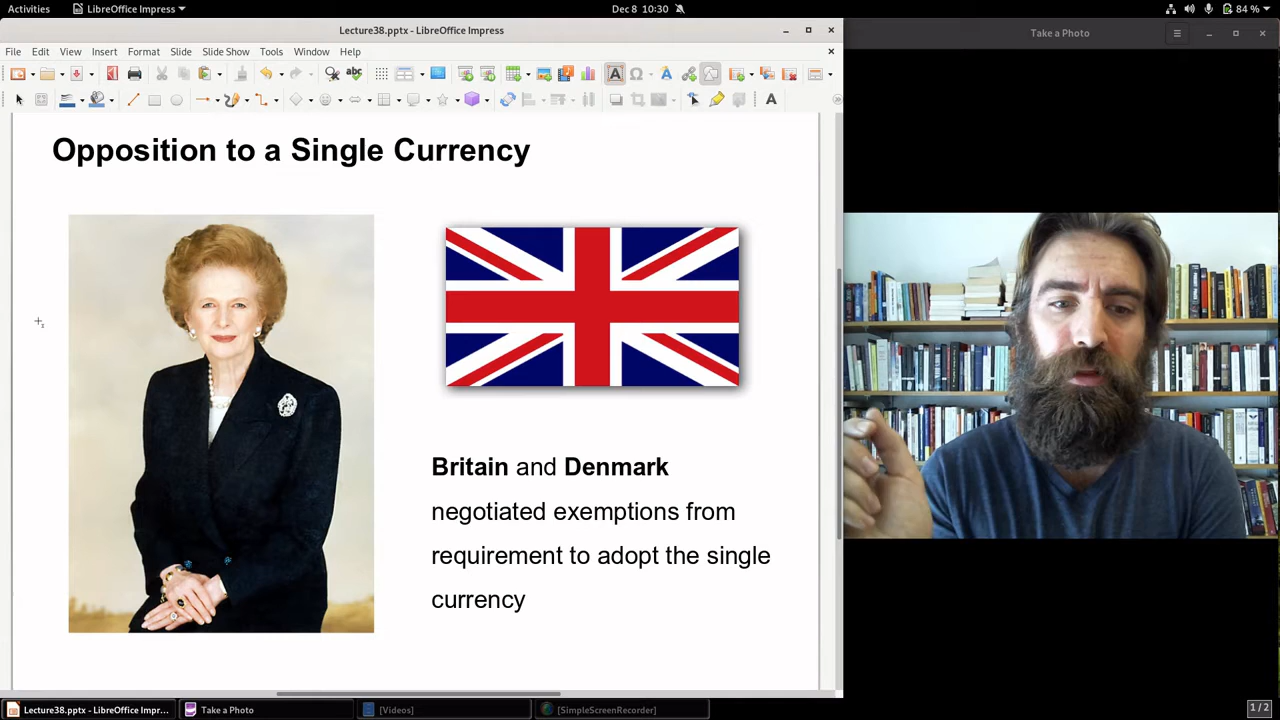 Activities LibreOffice Impress Dec 8 10:30 84 %
Lecture38.pptx - LibreOffice Impress
Take a Photo
File Edit View Insert Format Slide Slide Show Tools Window Help
Opposition to a Single Currency
Britain and Denmark
negotiated exemptions from
requirement to adopt the single
currency
Lecture38.pptx - LibreOffice Impr...
Take a Photo
[Videos]
[SimpleScreenRecorder]
1/2